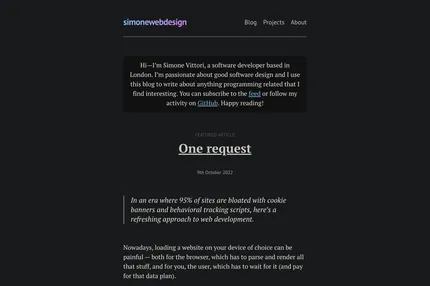 simonewebdesign
Blog Projects About
Hi—I'm Simone Vittori, a software developer based in
London. I'm passionate about good software design and I use
this blog to write about anything programming related that I
find interesting. You can subscribe to the feed or follow my
activity on GitHub. Happy reading!
FEATURED ARTICLE
One request
9th October 2022
In an era where 95% of sites are bloated with cookie
banners and behavioral tracking scripts, here's a
refreshing approach to web development.
Nowadays, loading a website on your device of choice can be
painful — both for the browser, which has to parse and render all
that stuff, and for you, the user, which has to wait for it (and pay
for that data plan).